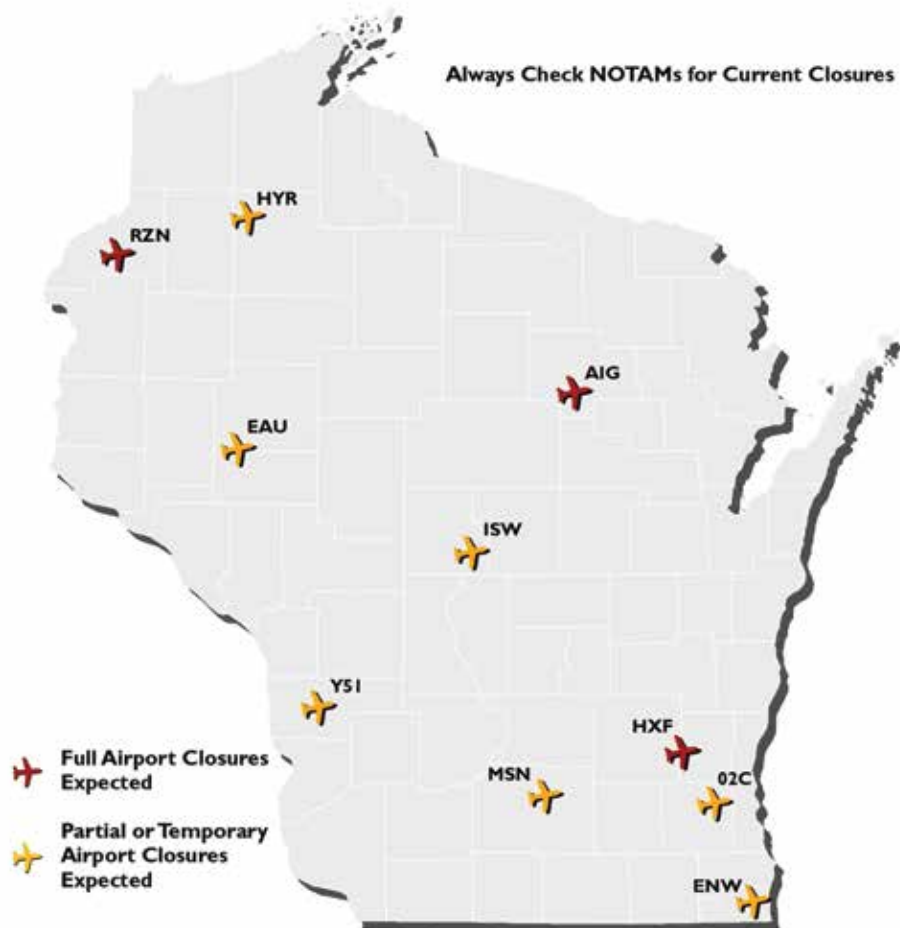 Always Check NOTAMs for Current Closures
HYR
RZN
AIG
EAU
ISW
Y51
HXF
MSN
02C
ENW
Full Airport Closures
Expected
Partial or Temporary
Airport Closures
Expected